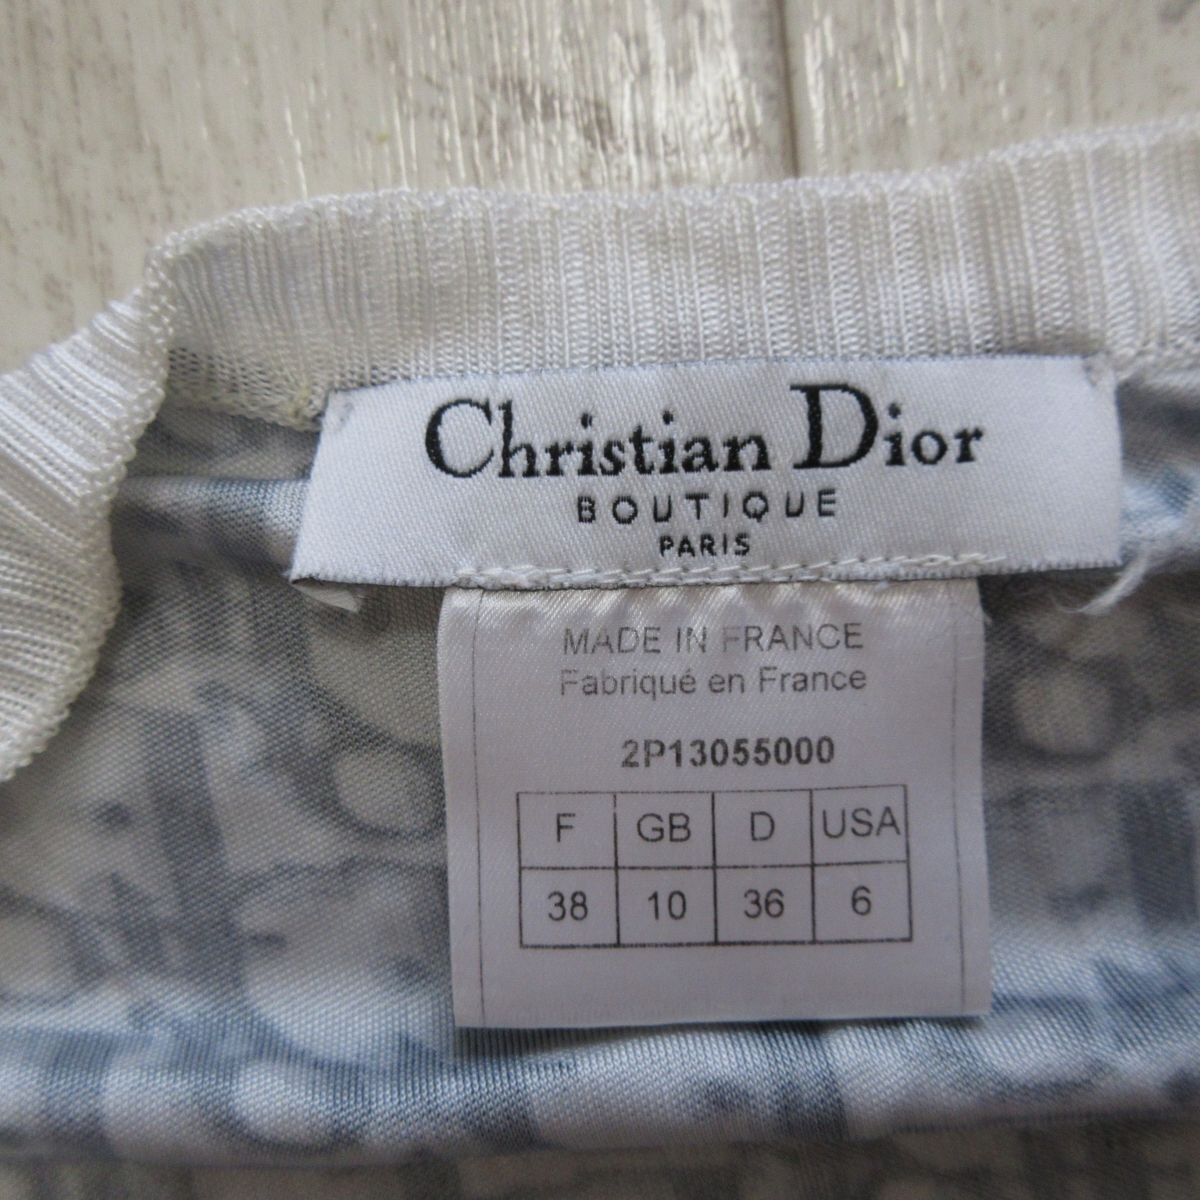 Christian Dior
BOUTIQUE
PARIS
MADE IN FRANCE
Fabriqué en France
2P13055000
F GB D USA
38 10 36 6